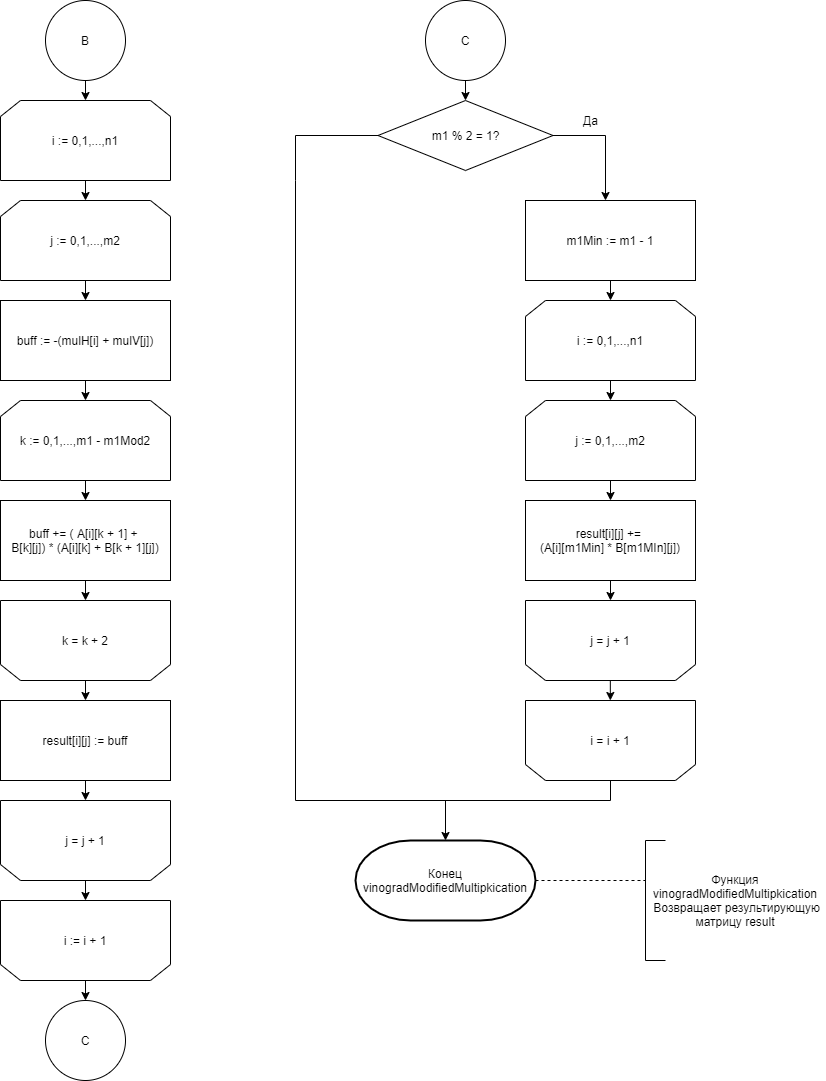 B
i := 0,1,...,n1
j := 0,1,...,m2
buff := -(mulH[i] + mulV[j])
k := 0,1,...,m1 - m1Mod2
buff += ( A[i][k + 1] +
B[k][j]) * (A[i][k] + B[k + 1][j])
k = k + 2
result[i][j] := buff
j = j + 1
i := i + 1
C
C
m1 % 2 = 1?
Да
m1Min := m1 - 1
i := 0,1,...,n1
j := 0,1,...,m2
result[i][j] +=
(A[i][m1Min] * B[m1MIn][j])
j = j + 1
i = i + 1
Конец
vinogradModifiedMultipkication
Функция
vinogradModifiedMultipkication
Возвращает результирующую
матрицу result